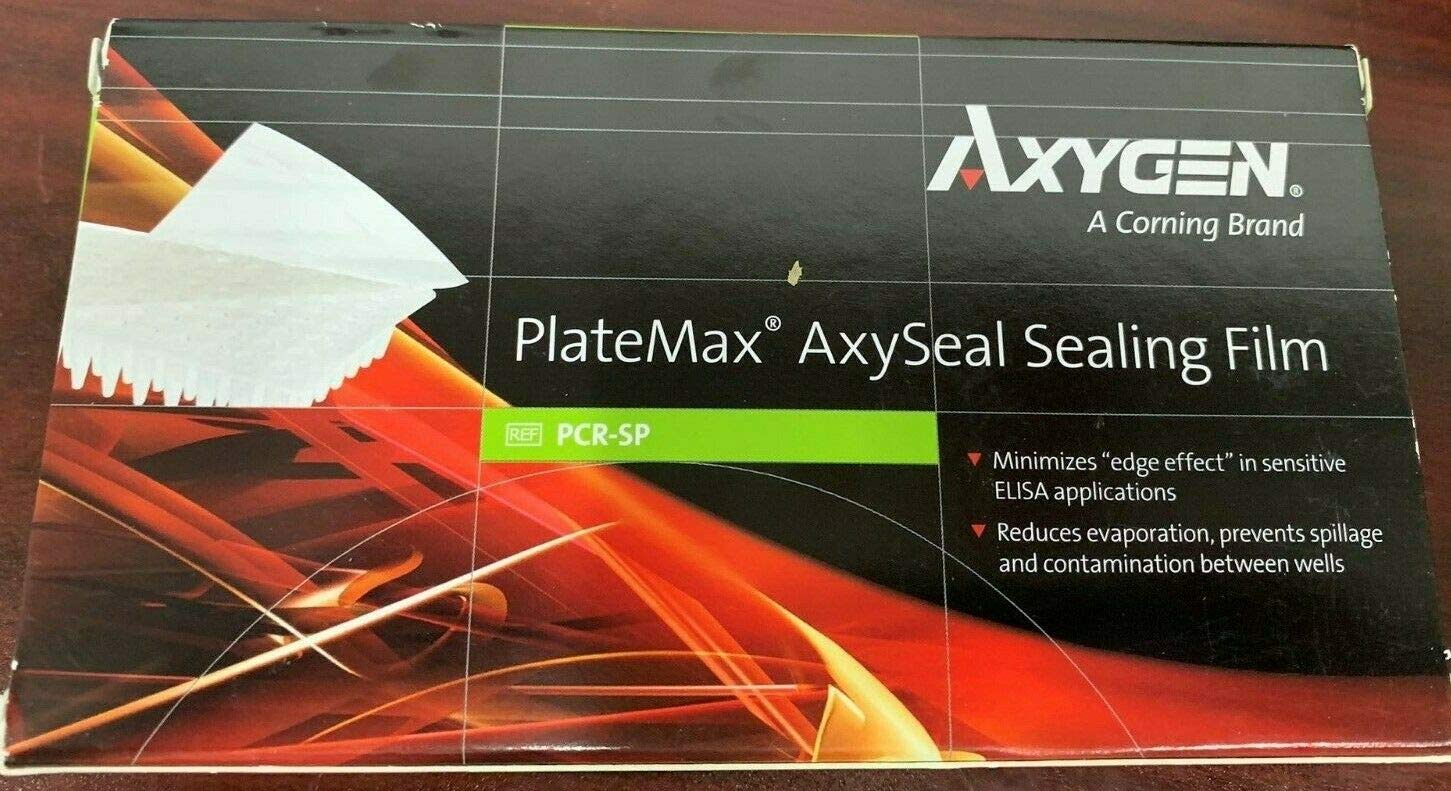 AXYGEN®
A Corning Brand
PlateMax® AxySeal Sealing Film
REF PCR-SP
▼ Minimizes “edge effect” in sensitive
ELISA applications
▼ Reduces evaporation, prevents spillage
and contamination between wells